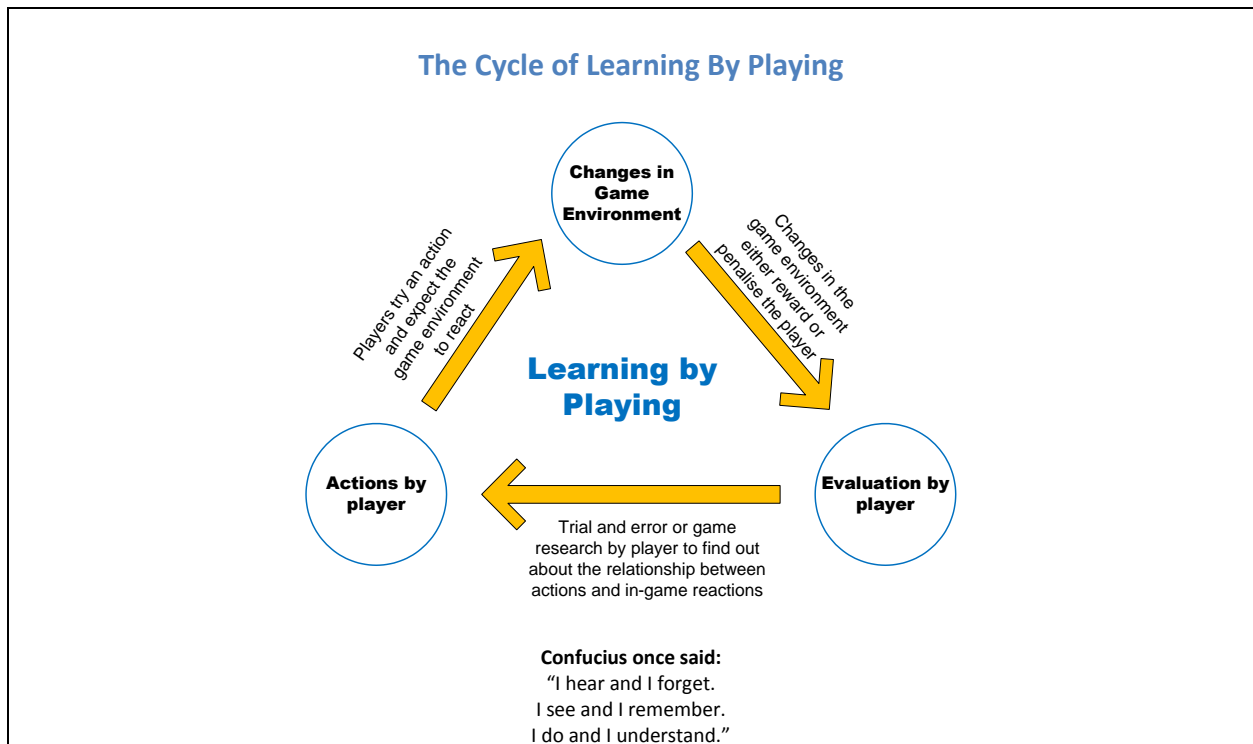 The Cycle of Learning By Playing
Changes in
Game
Environment
Players try an action
and expect the
game environment
to react
Changes in the
game environment
either reward or
penalise the player
Learning by
Playing
Actions by
player
Evaluation by
player
Trial and error or game
research by player to find out
about the relationship between
actions and in-game reactions
Confucius once said:
“I hear and I forget.
I see and I remember.
I do and I understand.”